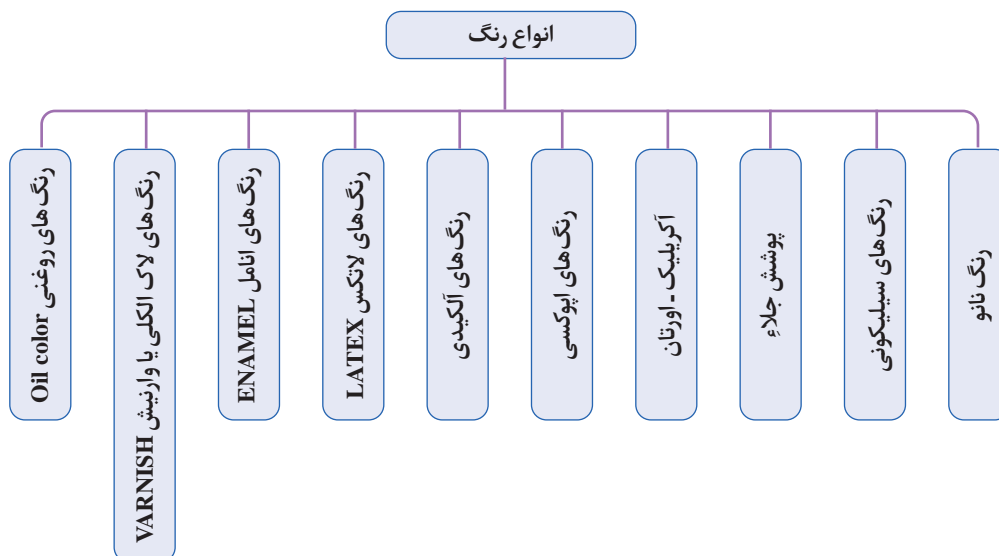 انواع رنگ
رنگ نانو
رنگ‌های سیلیکونی
پوشش جلاءِ
آکریلیک - اورتان
رنگ‌های اپوکسی
رنگ‌های آلکیدی
رنگ‌های لاتکس LATEX
رنگ‌های انامل ENAMEL
رنگ‌های لاک الکلی یا وارنیش VARNISH
رنگ‌های روغنی Oil color